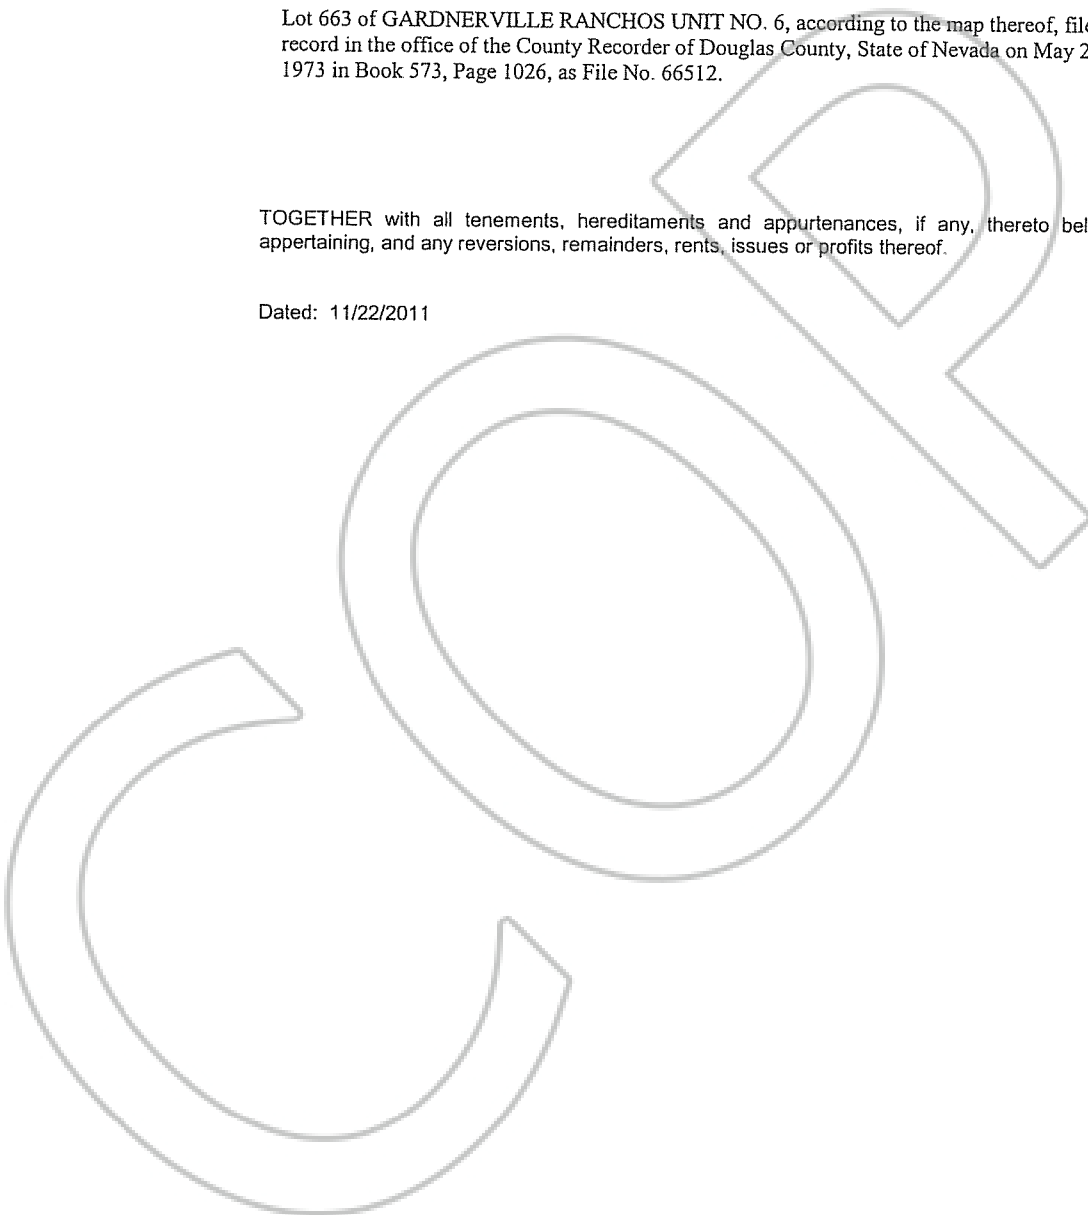 Lot 663 of GARDNERVILLE RANCHOS UNIT NO. 6, according to the map thereof,
record in the office of the County Recorder of Douglas County, State of Nevada on May
1973 in Book 573, Page 1026, as File No. 66512.
TOGETHER with all tenements, hereditaments and appurtenances, if any, thereto
appertaining, and any reversions, remainders, rents, issues or profits thereof.
Dated: 11/22/2011
COP